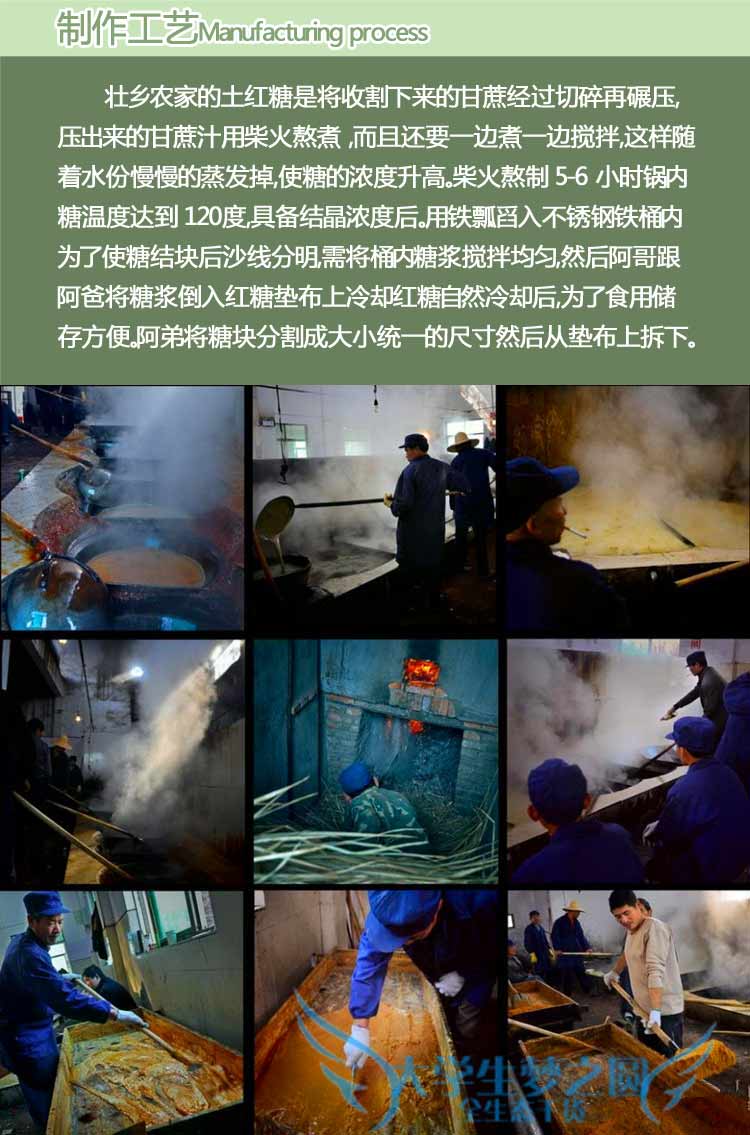 制作工艺Manufacturing process
壮乡农家的土红糖是将收割下来的甘蔗经过切碎再碾压,
压出来的甘蔗汁用柴火熬煮 ,而且还要一边煮一边搅拌,这样随
着水份慢慢的蒸发掉,使糖的浓度升高。柴火熬制 5-6 小时锅内
糖温度达到 120度,具备结晶浓度后。用铁瓢舀入不锈钢铁桶内
为了使糖结块后沙线分明,需将桶内糖浆搅拌均匀,然后阿哥跟
阿爸将糖浆倒入红糖垫布上冷却红糖自然冷却后,为了食用储
存方便。阿弟将糖块分割成大小统一的尺寸然后从垫布上拆下。
大学生梦之圆